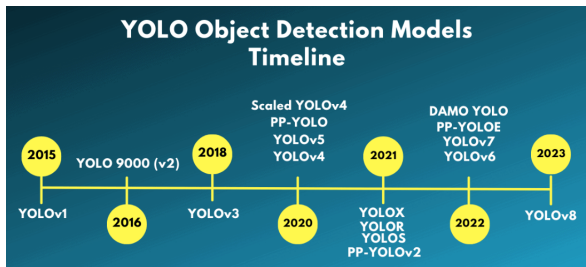 YOLO Object Detection Models
Timeline
2015
YOLOv1
YOLO 9000 (v2)
2016
2018
YOLOv3
Scaled YOLOv4
PP-YOLO
YOLOv5
YOLOv4
2020
2021
YOLOX
YOLOR
YOLOS
PP-YOLOv2
DAMO YOLO
PP-YOLOE
YOLOv7
YOLOv6
2022
2023
YOLOv8